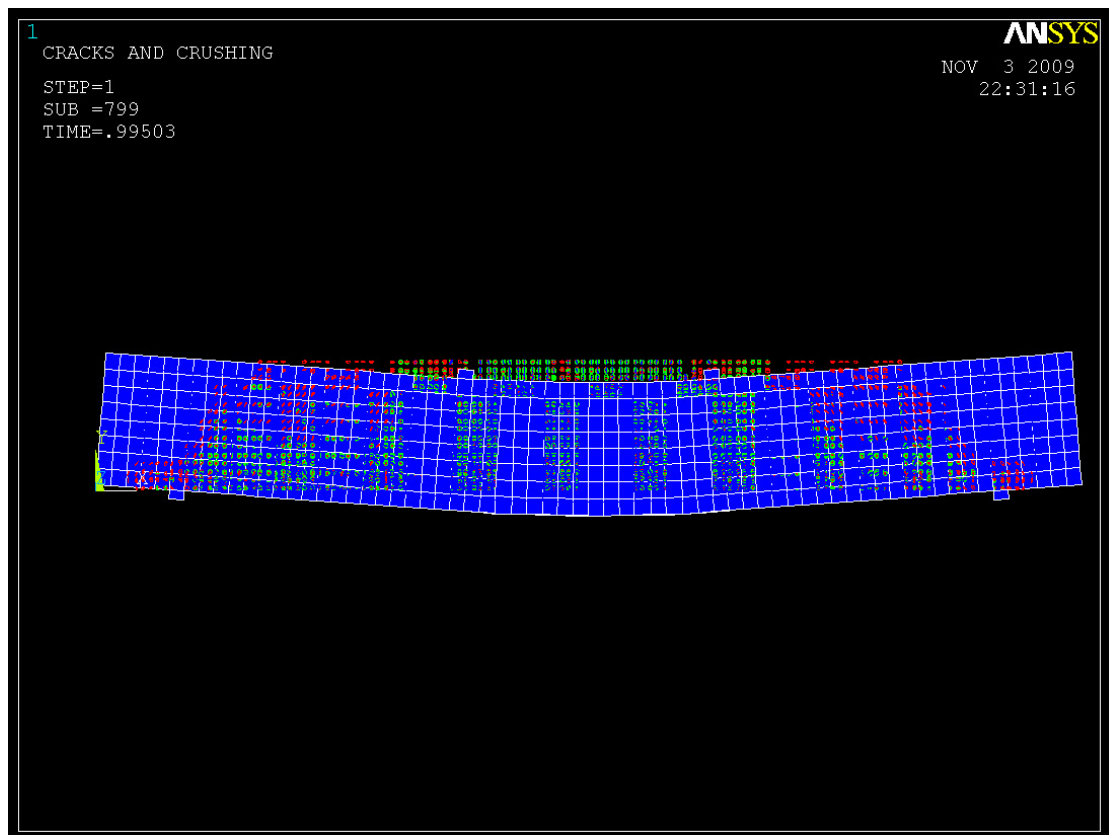 1
CRACKS AND CRUSHING
STEP=1
SUB =799
TIME=.99503
ANSYS
NOV 3 2009
22:31:16
X